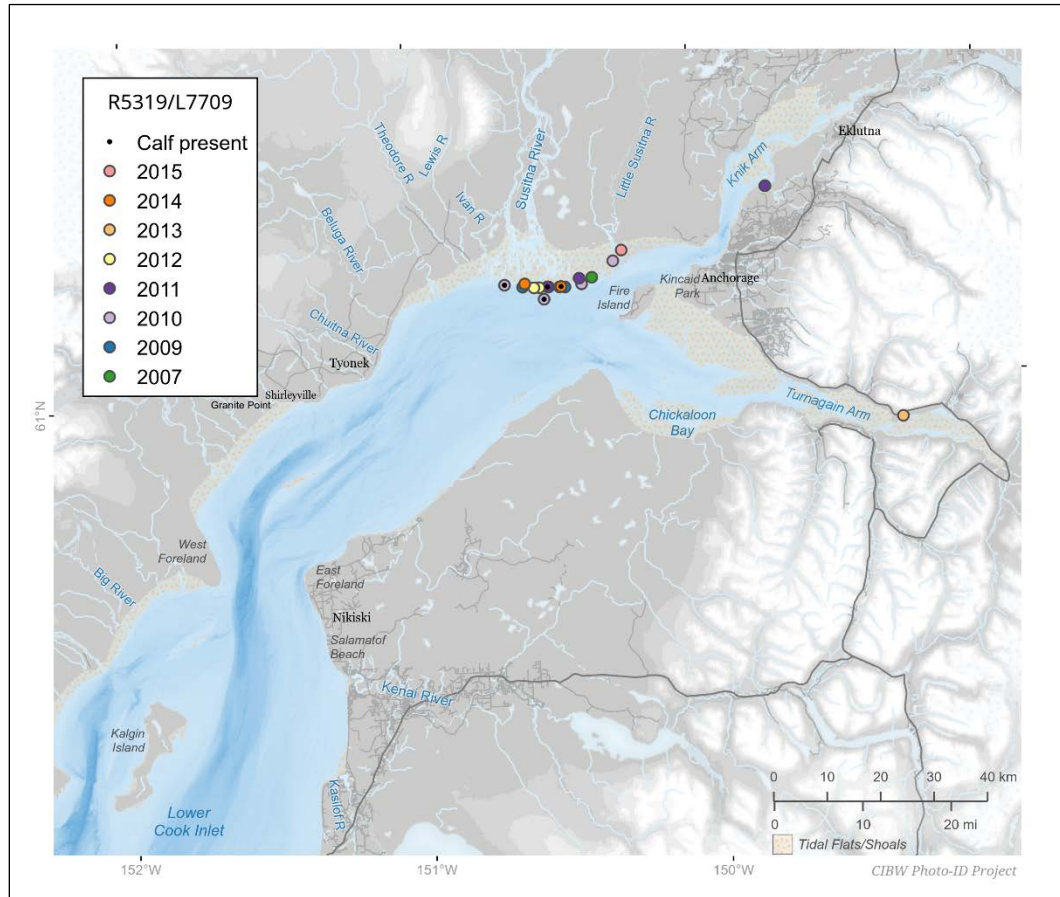 R5319/L7709
Calf present
2015
2014
2013
2012
2011
2010
2009
2007
Theodore R
Lewis R
Ivan R
Susitna River
Little Susitna R
Beluga River
Chuitna River
Knik Arm
Eklutna
Kincaid
Park
Anchorage
Fire
Island
Tyonek
Shirleyville
Granite Point
Turnagain Arm
Chickaloon
Bay
61°N
West
Foreland
East
Foreland
Big River
Nikiski
Salamatof
Beach
Kenai River
Kalgin
Island
Kasilof R
Lower
Cook Inlet
0 10 20 30 40 km
0 10 20 mi
Tidal Flats/Shoals
152°W
151°W
150°W
CIBW Photo-ID Project